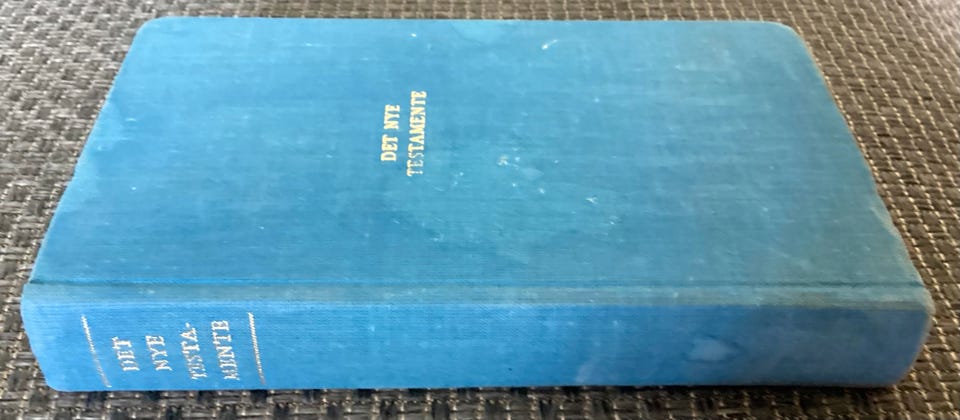 DET NYE
TESTAMENTE
DET
NYE
TESTA-
MENTE